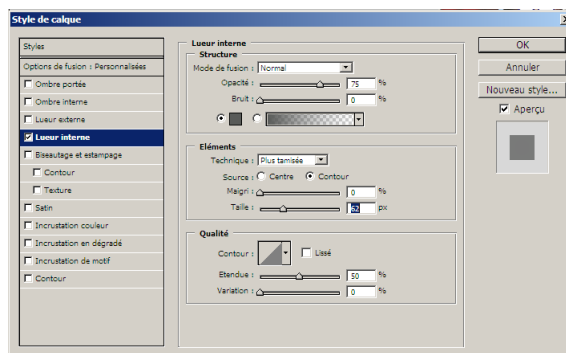 Style de calque
Styles
Options de fusion : Personnalisées
Ombre portée
Ombre interne
Lueur externe
Lueur interne
Biseautage et estampage
Contour
Texture
Satin
Incrustation couleur
Incrustation en dégradé
Incrustation de motif
Contour
Lueur interne
Structure
Mode de fusion : Normal
Opacité : 75 %
Bruit : 0 %
Eléments
Technique : Plus tamisée
Source : Centre Contour
Maigri : 0 %
Taille : 62 px
Qualité
Contour : Lissé
Etendue : 50 %
Variation : 0 %
OK
Annuler
Nouveau style...
Aperçu